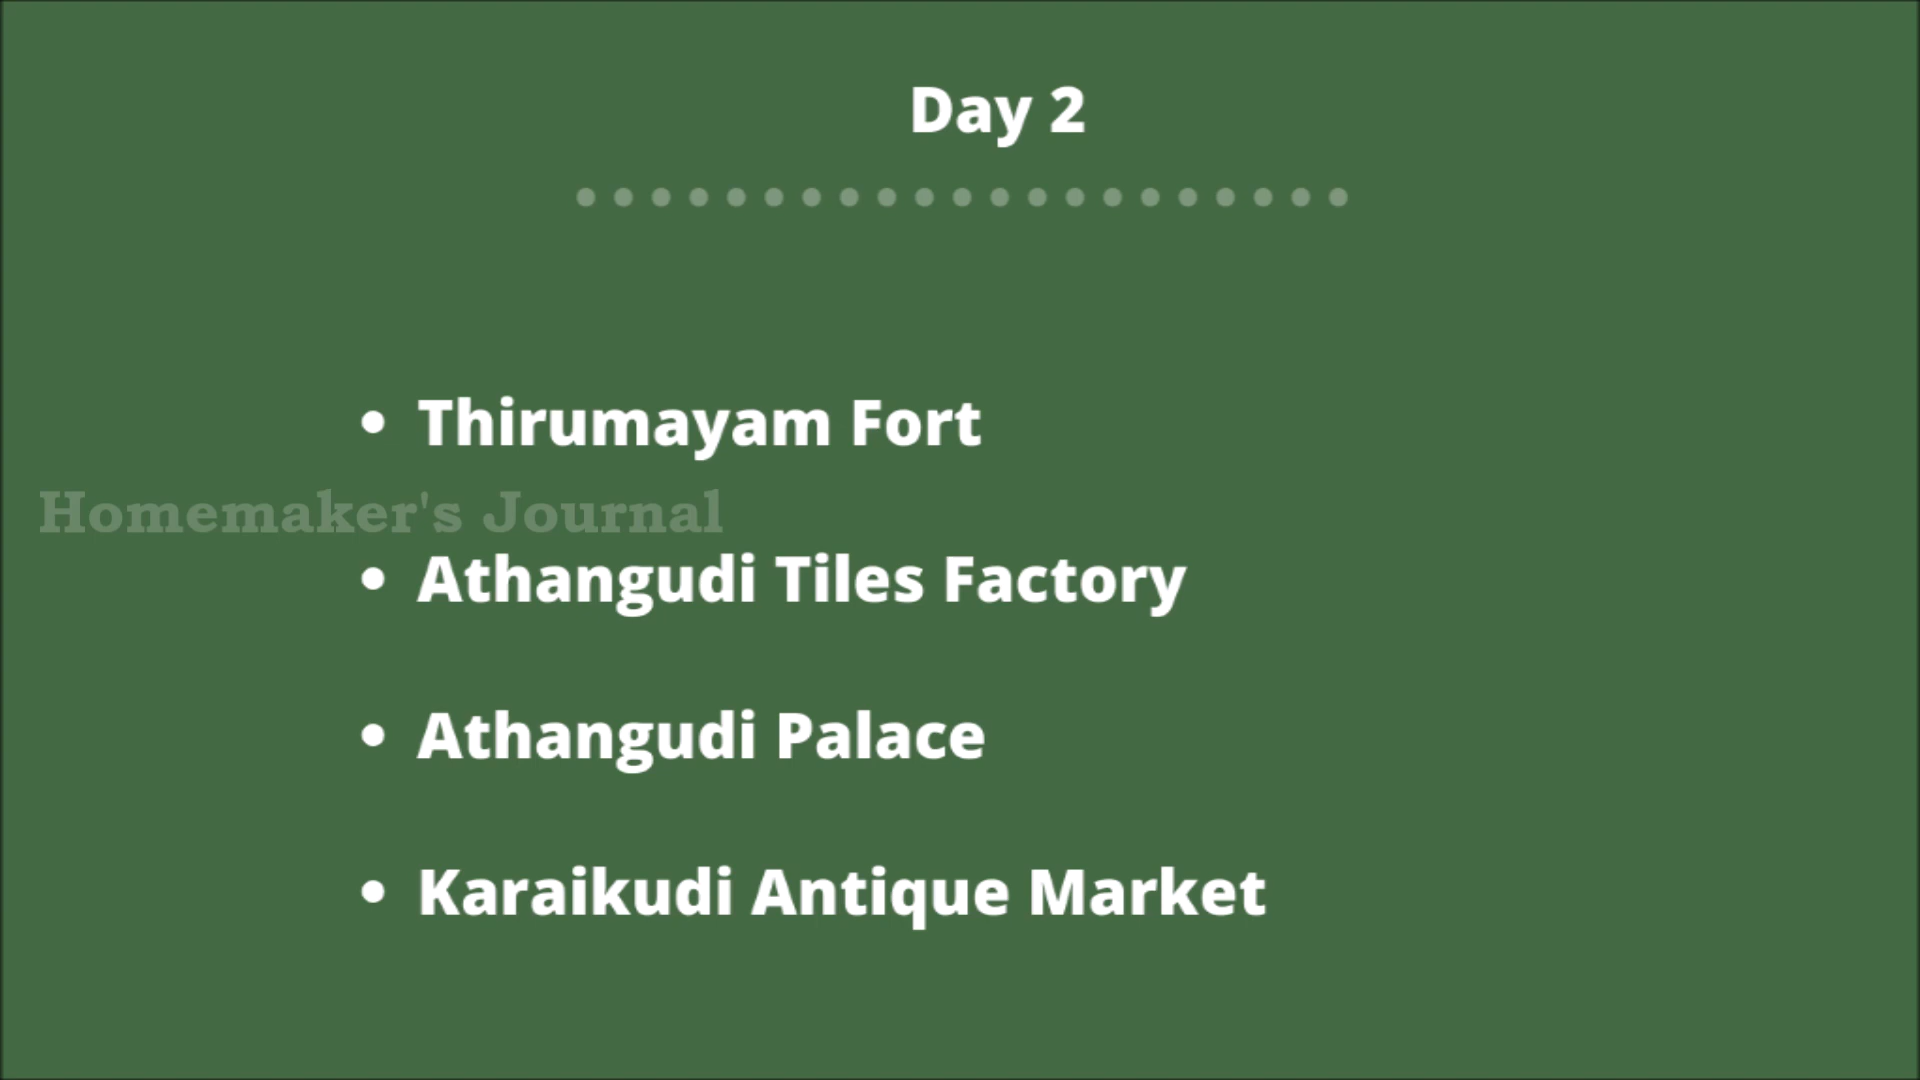 Day 2
• Thirumayam Fort
Homemaker's Journal
• Athangudi Tiles Factory
• Athangudi Palace
• Karaikudi Antique Market